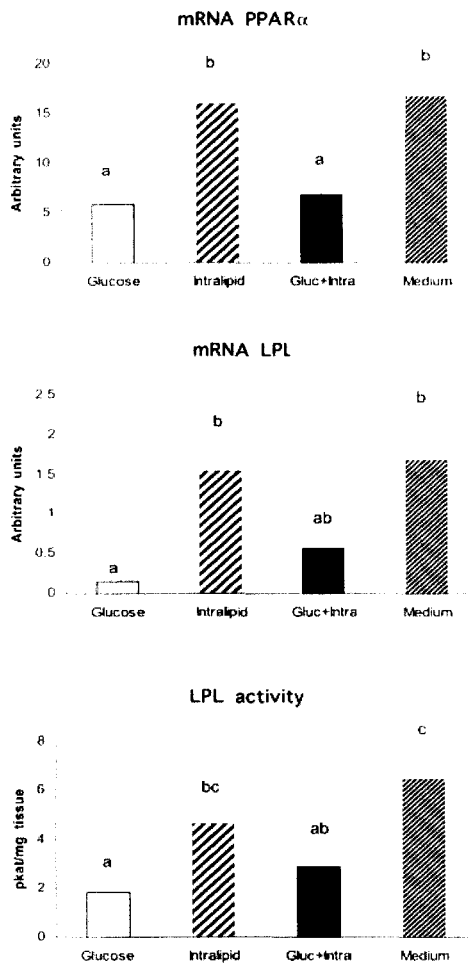 mRNA PPARα
20
15
10
5
0
Arbitrary units
b
b
a
a
Glucose Intralipid Gluc+Intra Medium
mRNA LPL
2 5
2
1 5
1
0.5
0
Arbitrary units
b
b
ab
a
Glucose Intralipid Gluc+Intra Medium
LPL activity
8
6
4
2
0
pkat/mg tissue
c
bc
ab
a
Glucose Intralipid Gluc+Intra Medium